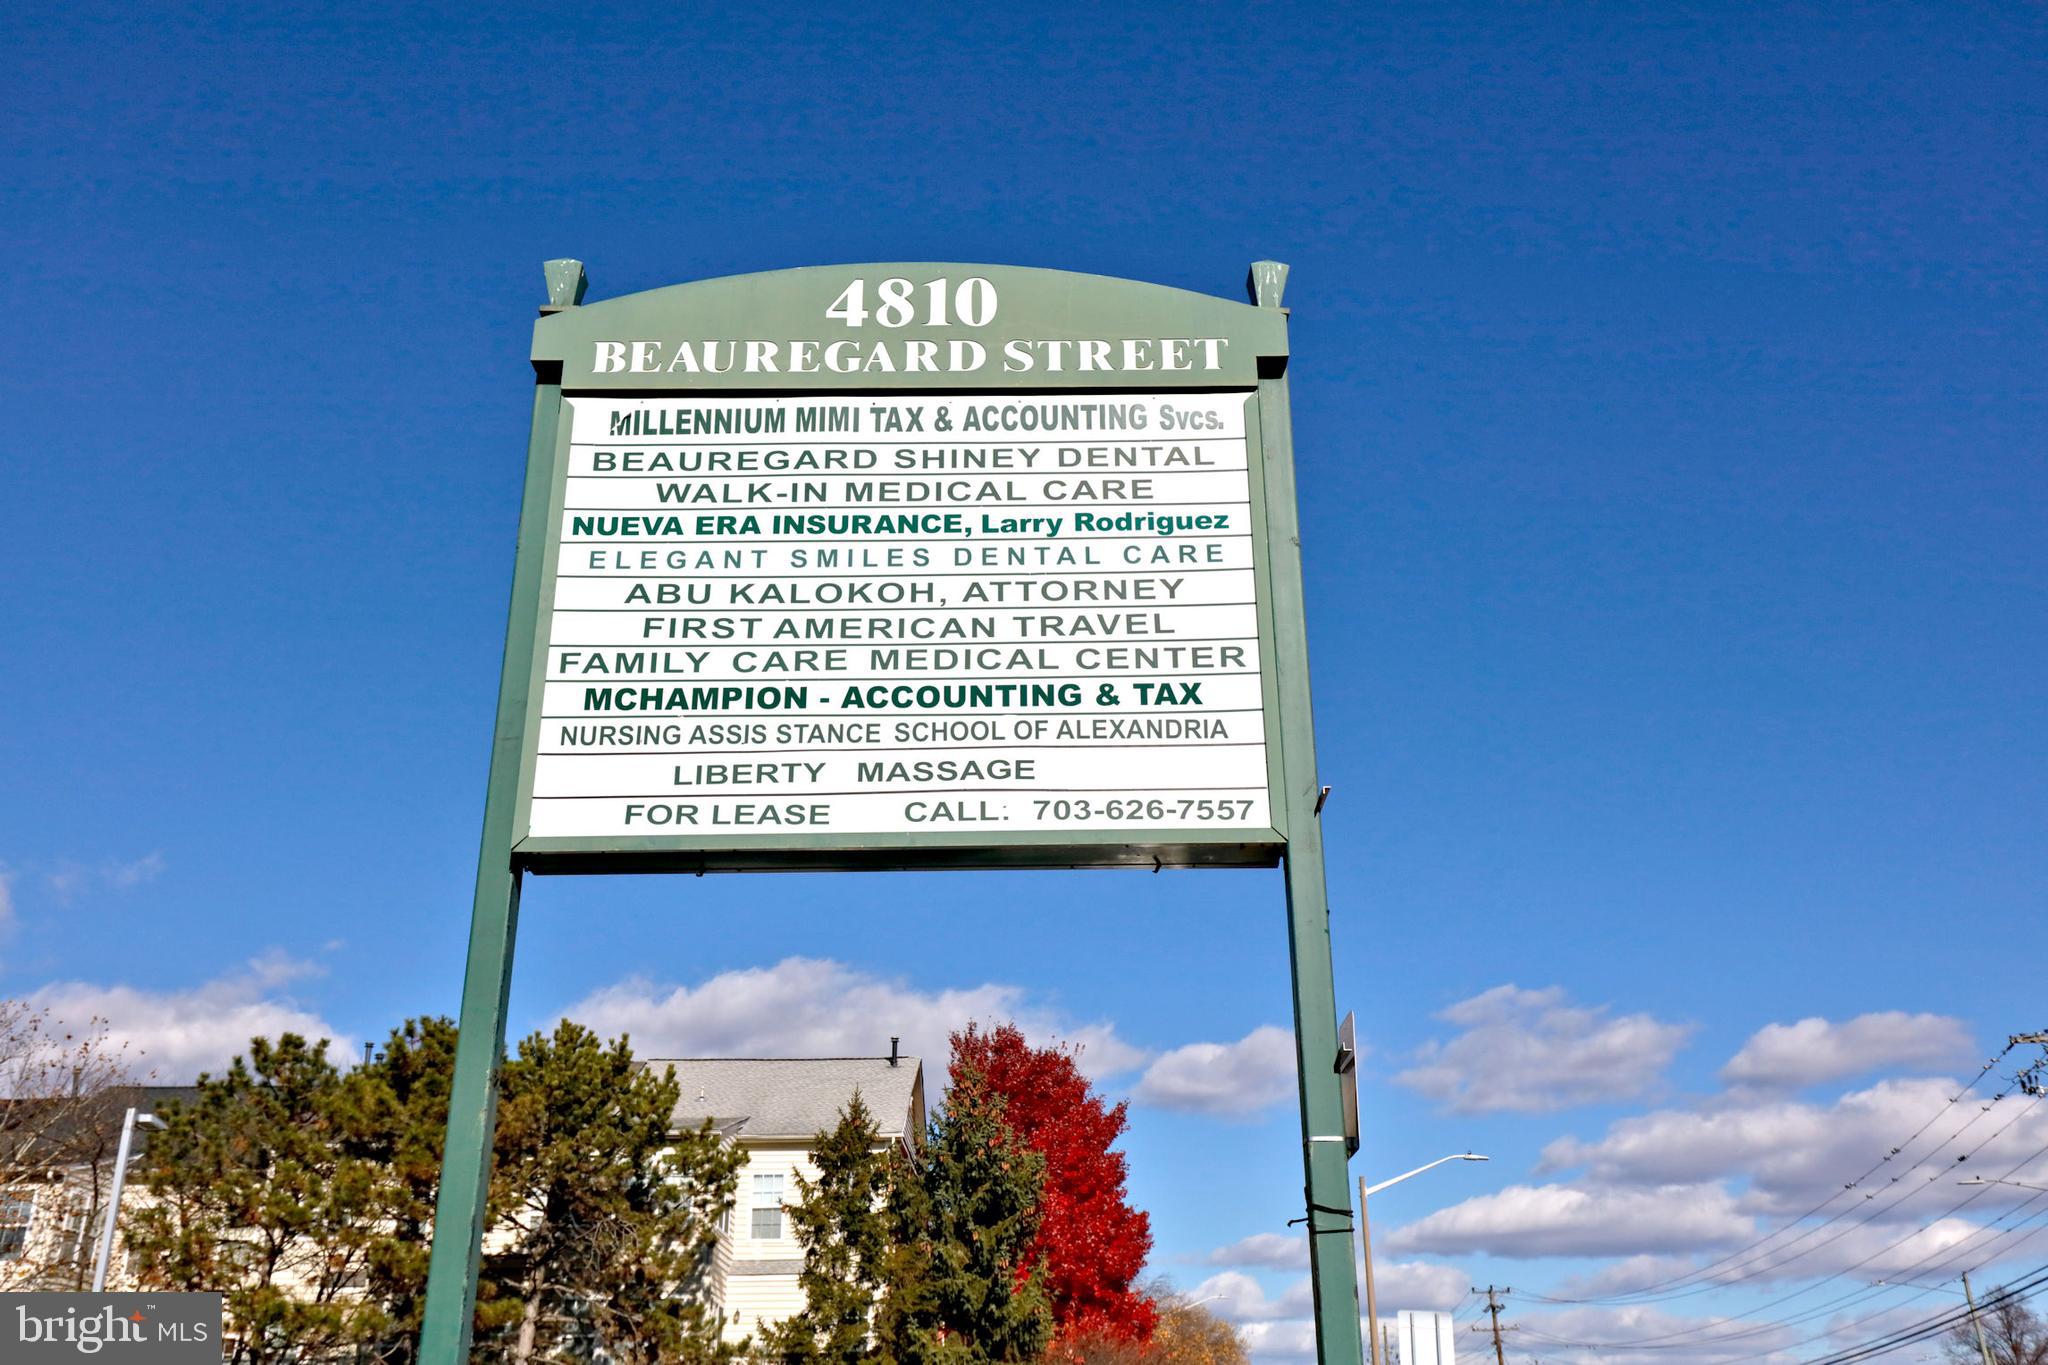 4810
BEAUREGARD STREET
MILLENNIUM MIMI TAX & ACCOUNTING Svcs.
BEAUREGARD SHINEY DENTAL
WALK-IN MEDICAL CARE
NUEVA ERA INSURANCE, Larry Rodriguez
ELEGANT SMILES DENTAL CARE
ABU KALOKOH, ATTORNEY
FIRST AMERICAN TRAVEL
FAMILY CARE MEDICAL CENTER
MCHAMPION - ACCOUNTING & TAX
NURSING ASSIS STANCE SCHOOL OF ALEXANDRIA
LIBERTY MASSAGE
FOR LEASE CALL: 703-626-7557
bright™ MLS